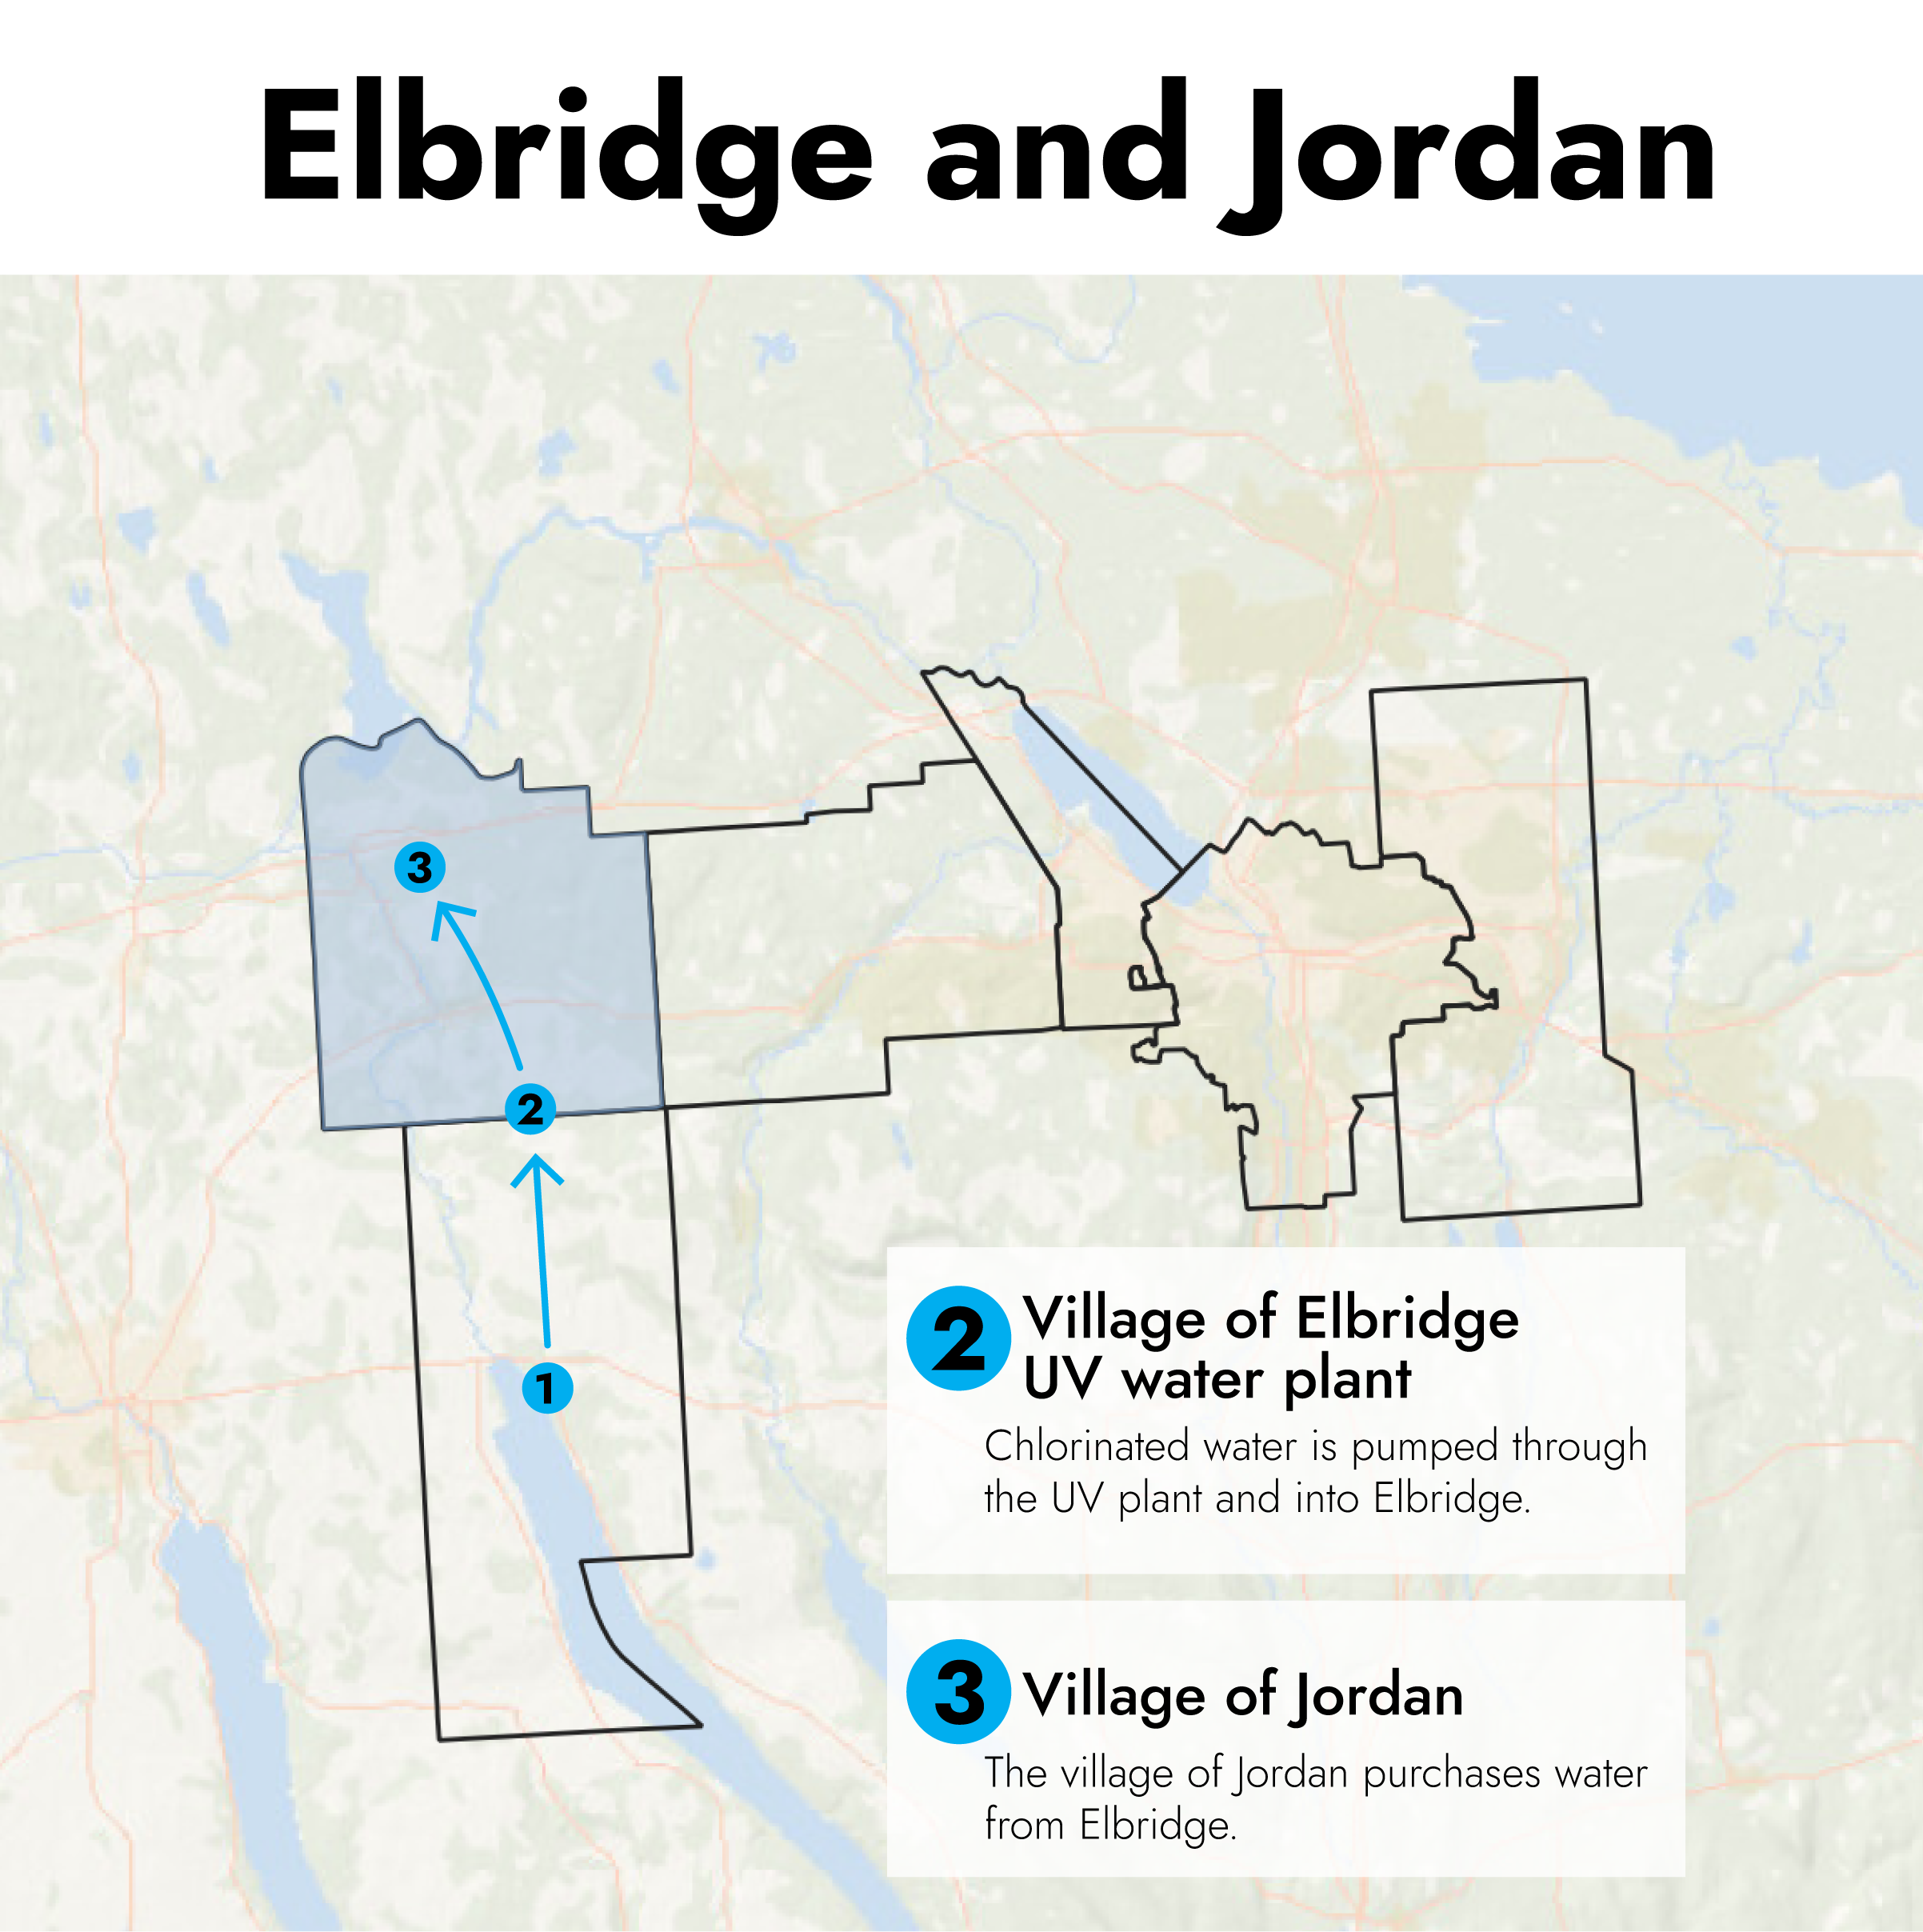 Elbridge and Jordan
3
2
1
2
Village of Elbridge
UV water plant
Chlorinated water is pumped through
the UV plant and into Elbridge.
3
Village of Jordan
The village of Jordan purchases water
from Elbridge.